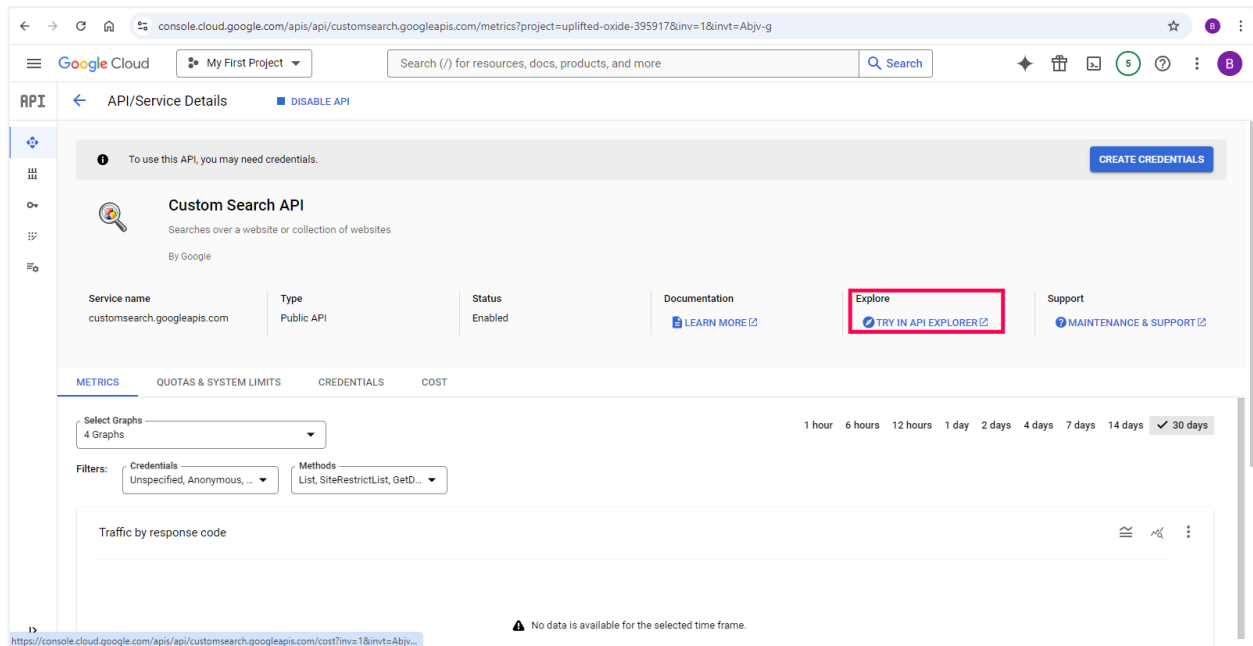 console.cloud.google.com/apis/api/customsearch.googleapis.com/metrics?project=uplifted-oxide-395917&inv=1&invt=Abjv-g
B
Google Cloud My First Project Search (/) for resources, docs, products, and more Search 5 B
API API/Service Details DISABLE API
To use this API, you may need credentials. CREATE CREDENTIALS
Custom Search API
Searches over a website or collection of websites
By Google
Service name Type Status Documentation Explore Support
customsearch.googleapis.com Public API Enabled LEARN MORE TRY IN API EXPLORER MAINTENANCE & SUPPORT
METRICS QUOTAS & SYSTEM LIMITS CREDENTIALS COST
Select Graphs
4 Graphs 1 hour 6 hours 12 hours 1 day 2 days 4 days 7 days 14 days 30 days
Filters: Credentials Methods
Unspecified, Anonymous, ... List, SiteRestrictList, GetD...
Traffic by response code
No data is available for the selected time frame.
https://console.cloud.google.com/apis/api/customsearch.googleapis.com/cost?inv=1&invt=Abjv...